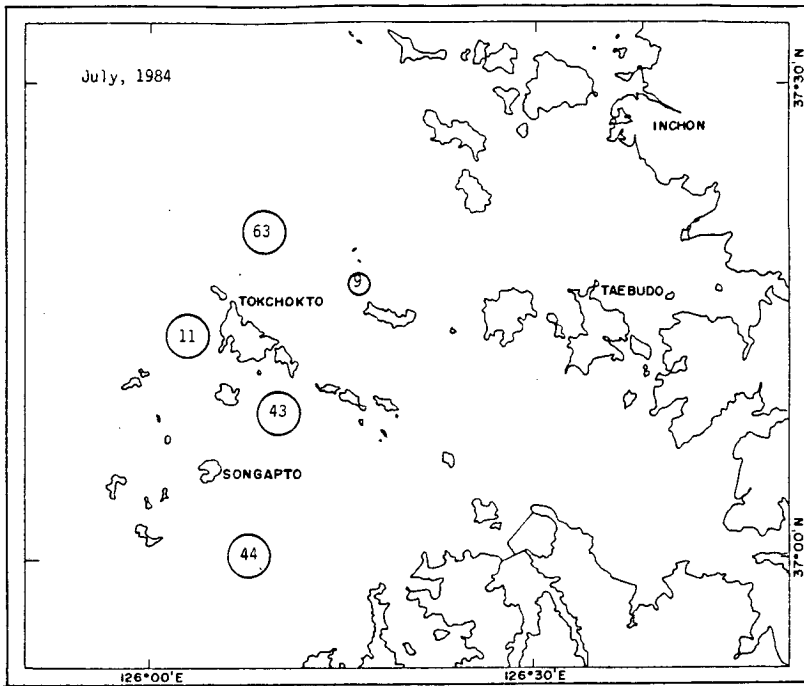 July, 1984
37°30'N
INCHON
63
9
TOKCHOKTO
TAEBUDO
11
43
SONGAPTO
44
37°00'N
126°00'E
126°30'E